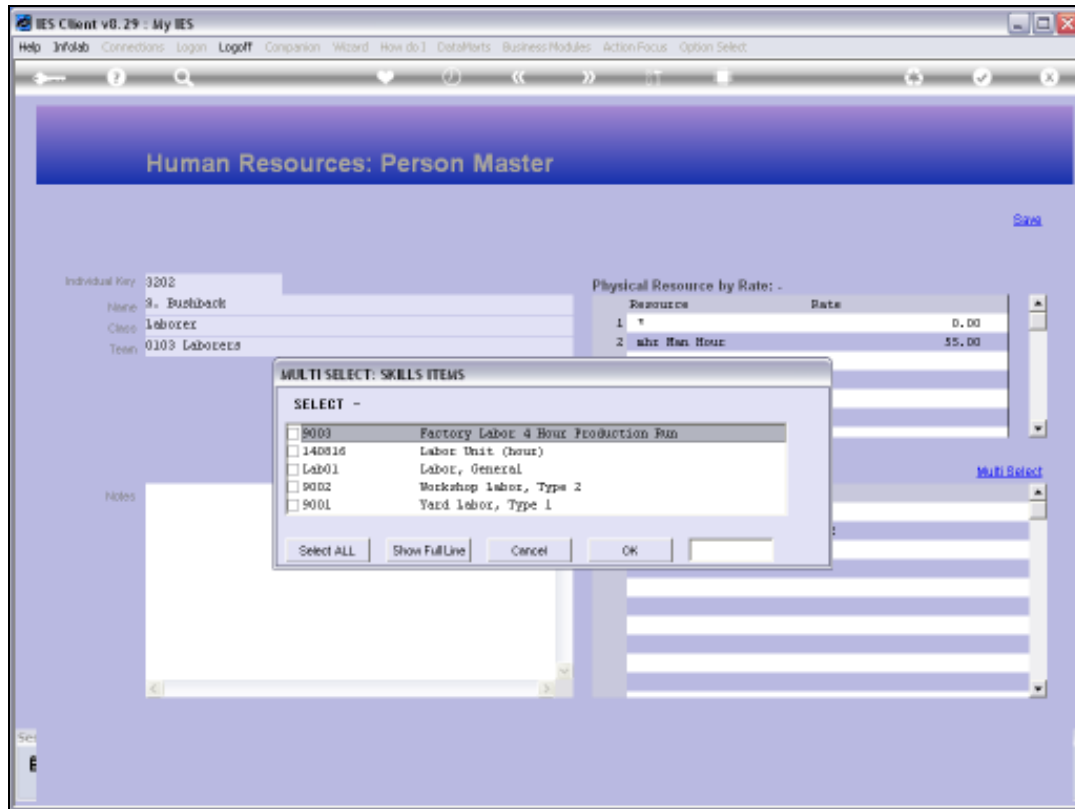 IES Client v8.29 : My IES
Help Infolab Connections Logon Logoff Companion Wizard How do I DataMarts Business Modules Action Focus Option Select
Human Resources: Person Master
Save
Individual Key 3202
Name Bushback
Class Laborer
Team 0103 Laborers
Physical Resource by Rate: -
Resource Rate
1 * 0.00
2 mhr Man Hour 55.00
MULTI SELECT: SKILLS ITEMS
SELECT -
9003 Factory Labor 4 Hour Production Run
140816 Labor Unit (hour)
Lab01 Labor, General
9002 Workshop Labor, Type 2
9001 Yard Labor, Type 1
Select ALL Show Full Line Cancel OK
Multi Select
Notes